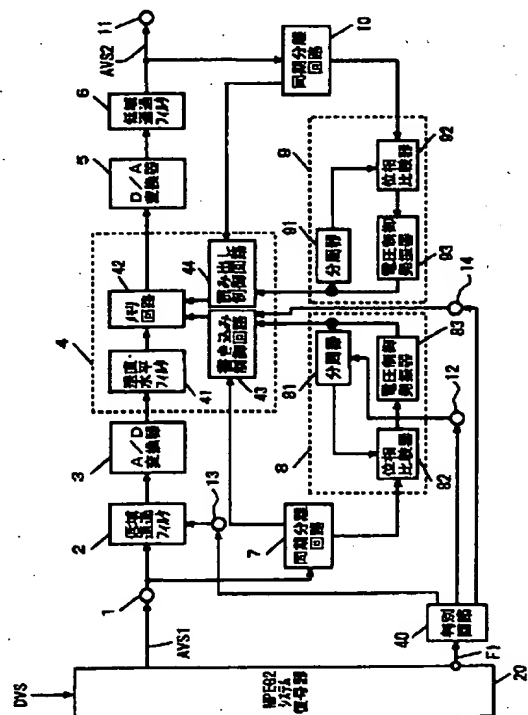 DVS
MPEG2
システム
復号器
20
F1
判別
回路
40
AVS1
1
低域
通過
フィルタ
2
13
A/D
変換器
3
4
垂直・
水平
フィルタ
41
メモリ
回路
42
書き込み
制御回路
43
読み出し
制御回路
44
D/A
変換器
5
低域
通過
フィルタ
6
AVS2
11
同期分離
回路
7
8
分周器
81
位相
比較器
82
電圧制御
発振器
83
12
14
9
分周器
91
位相
比較器
92
電圧制御
発振器
93
同期分離
回路
10